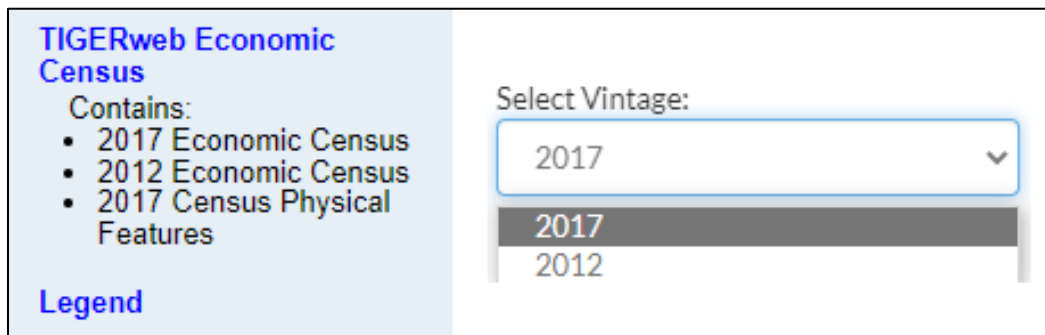 TIGERweb Economic
Census
Contains:
• 2017 Economic Census
• 2012 Economic Census
• 2017 Census Physical
Features
Legend
Select Vintage:
2017
2017
2012